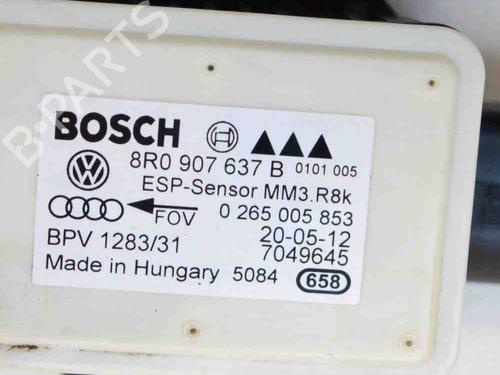 B-PARTS
BOSCH
8R0 907 637 B 0101 005
ESP-Sensor MM3.R8k
FOV 0 265 005 853
BPV 1283/31 20-05-12
7049645
Made in Hungary 5084 658